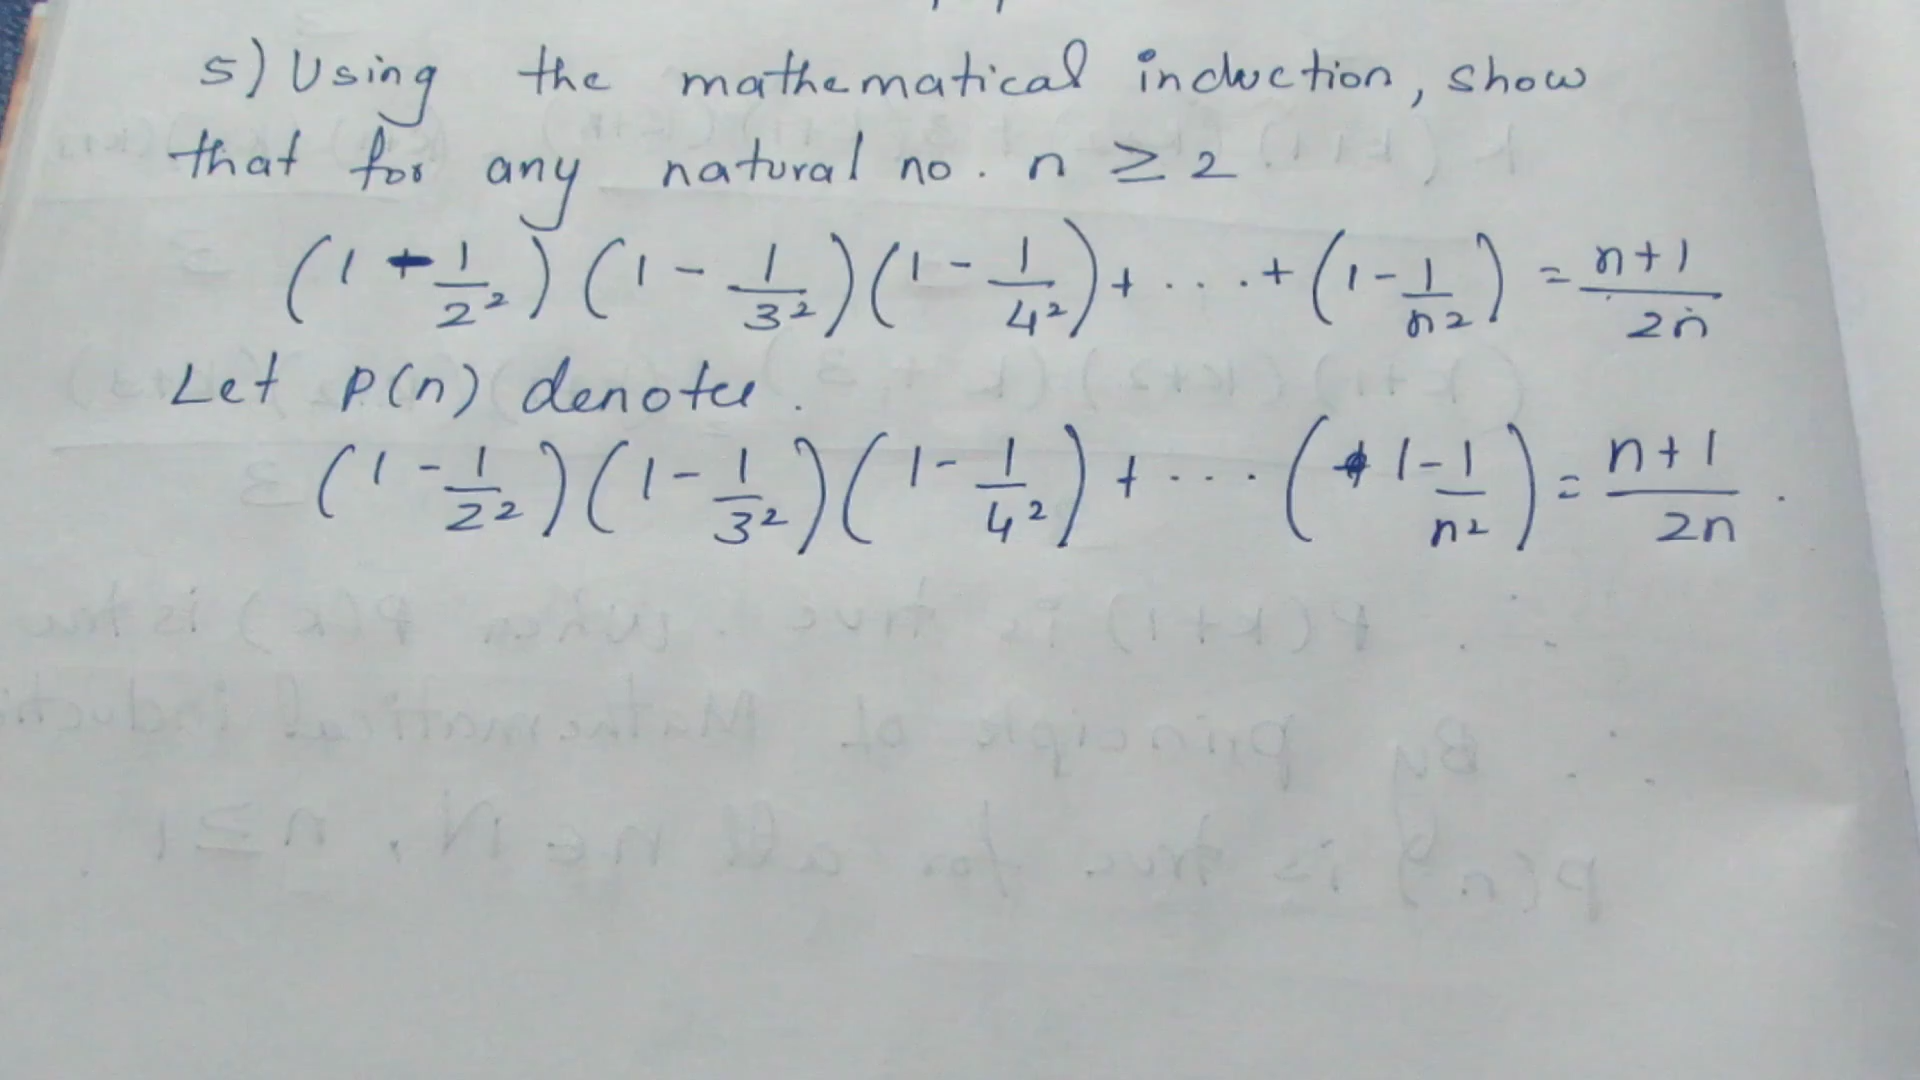 5) Using the mathematical induction, show
that for any natural no. n ≥ 2
(1 - 1/2²) (1 - 1/3²) (1 - 1/4²) + ... + (1 - 1/n²) = n+1/2n
Let P(n) denote.
(1 - 1/2²) (1 - 1/3²) (1 - 1/4²) + ... (1 - 1/n²) = n+1/2n.